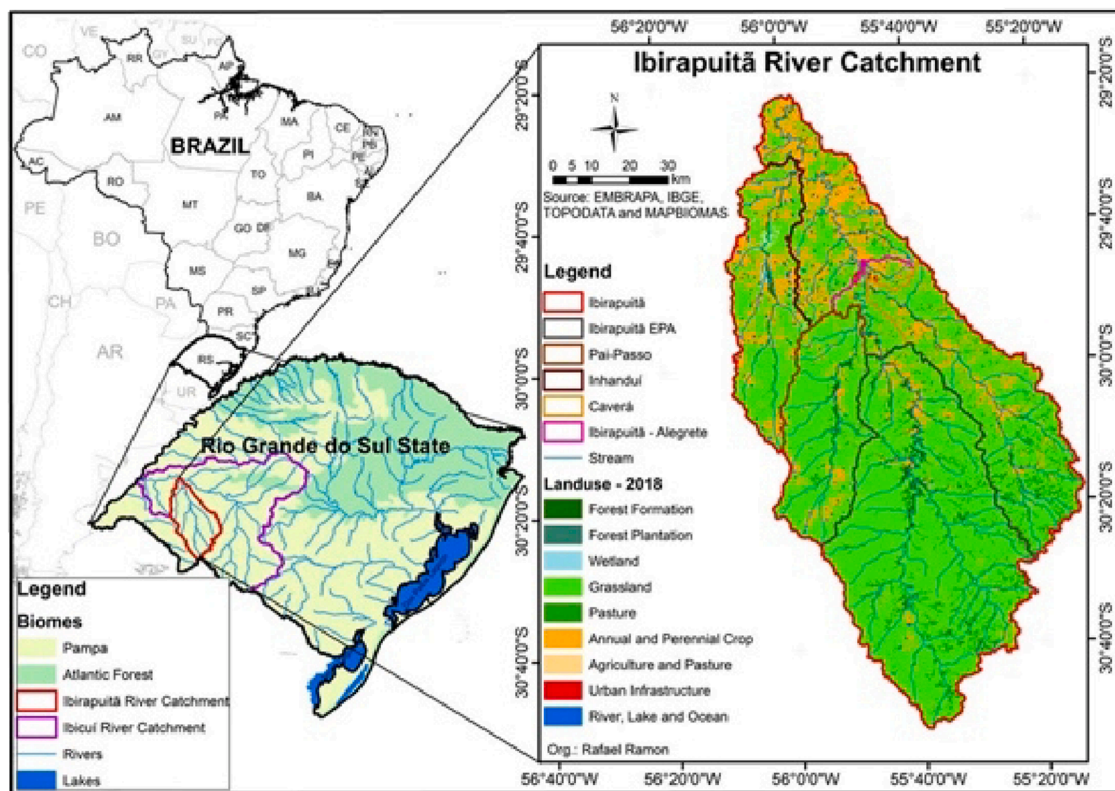 CO
VE
GY
SU
FG
RR
AP
AM
PA
MA
CE
RN
PB
PE
AL
SE
BRAZIL
PI
AC
RO
TO
BA
MT
PE
BO
GO
DF
MG
ES
MS
SP
RJ
CH
PA
PR
SC
AR
RS
UR
Rio Grande do Sul State
Legend
Biomes
Pampa
Atlantic Forest
Ibirapuitã River Catchment
Ibicuí River Catchment
Rivers
Lakes
56°20'0"W
56°0'0"W
55°40'0"W
55°20'0"W
Ibirapuitã River Catchment
N
0 5 10 20 30
km
Source: EMBRAPA, IBGE,
TOPODATA and MAPBIOMAS
Legend
Ibirapuitã
Ibirapuitã EPA
Pai-Passo
Inhanduí
Caverá
Ibirapuitã - Alegrete
Stream
Landuse - 2018
Forest Formation
Forest Plantation
Wetland
Grassland
Pasture
Annual and Perennial Crop
Agriculture and Pasture
Urban Infrastructure
River, Lake and Ocean
Org.: Rafael Ramon
29°20'0"S
29°40'0"S
30°0'0"S
30°20'0"S
30°40'0"S
29°20'0"S
29°40'0"S
30°0'0"S
30°20'0"S
30°40'0"S
56°40'0"W
56°20'0"W
56°0'0"W
55°40'0"W
55°20'0"W